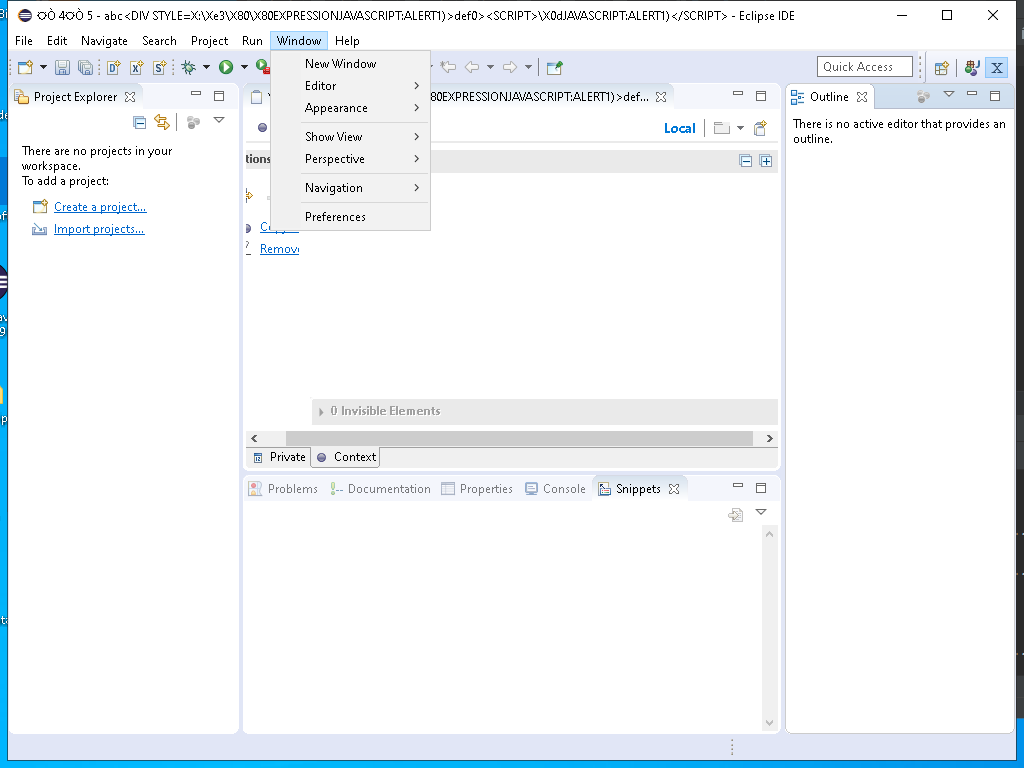 ÖÒ 4ÖÒ 5 - abc<DIV STYLE=X:\Xe3\X80\X80EXPRESSIONJAVASCRIPT:ALERT1)>def0><SCRIPT>\X0dJAVASCRIPT:ALERT1)</SCRIPT> - Eclipse IDE
File Edit Navigate Search Project Run Window Help
Quick Access
New Window
Editor
Appearance
Show View
Perspective
Navigation
Preferences
Project Explorer
There are no projects in your
workspace.
To add a project:
Create a project...
Import projects...
80EXPRESSIONJAVASCRIPT:ALERT1)>def...
Local
tions
Remov
0 Invisible Elements
Private Context
Problems Documentation Properties Console Snippets
Outline
There is no active editor that provides an
outline.